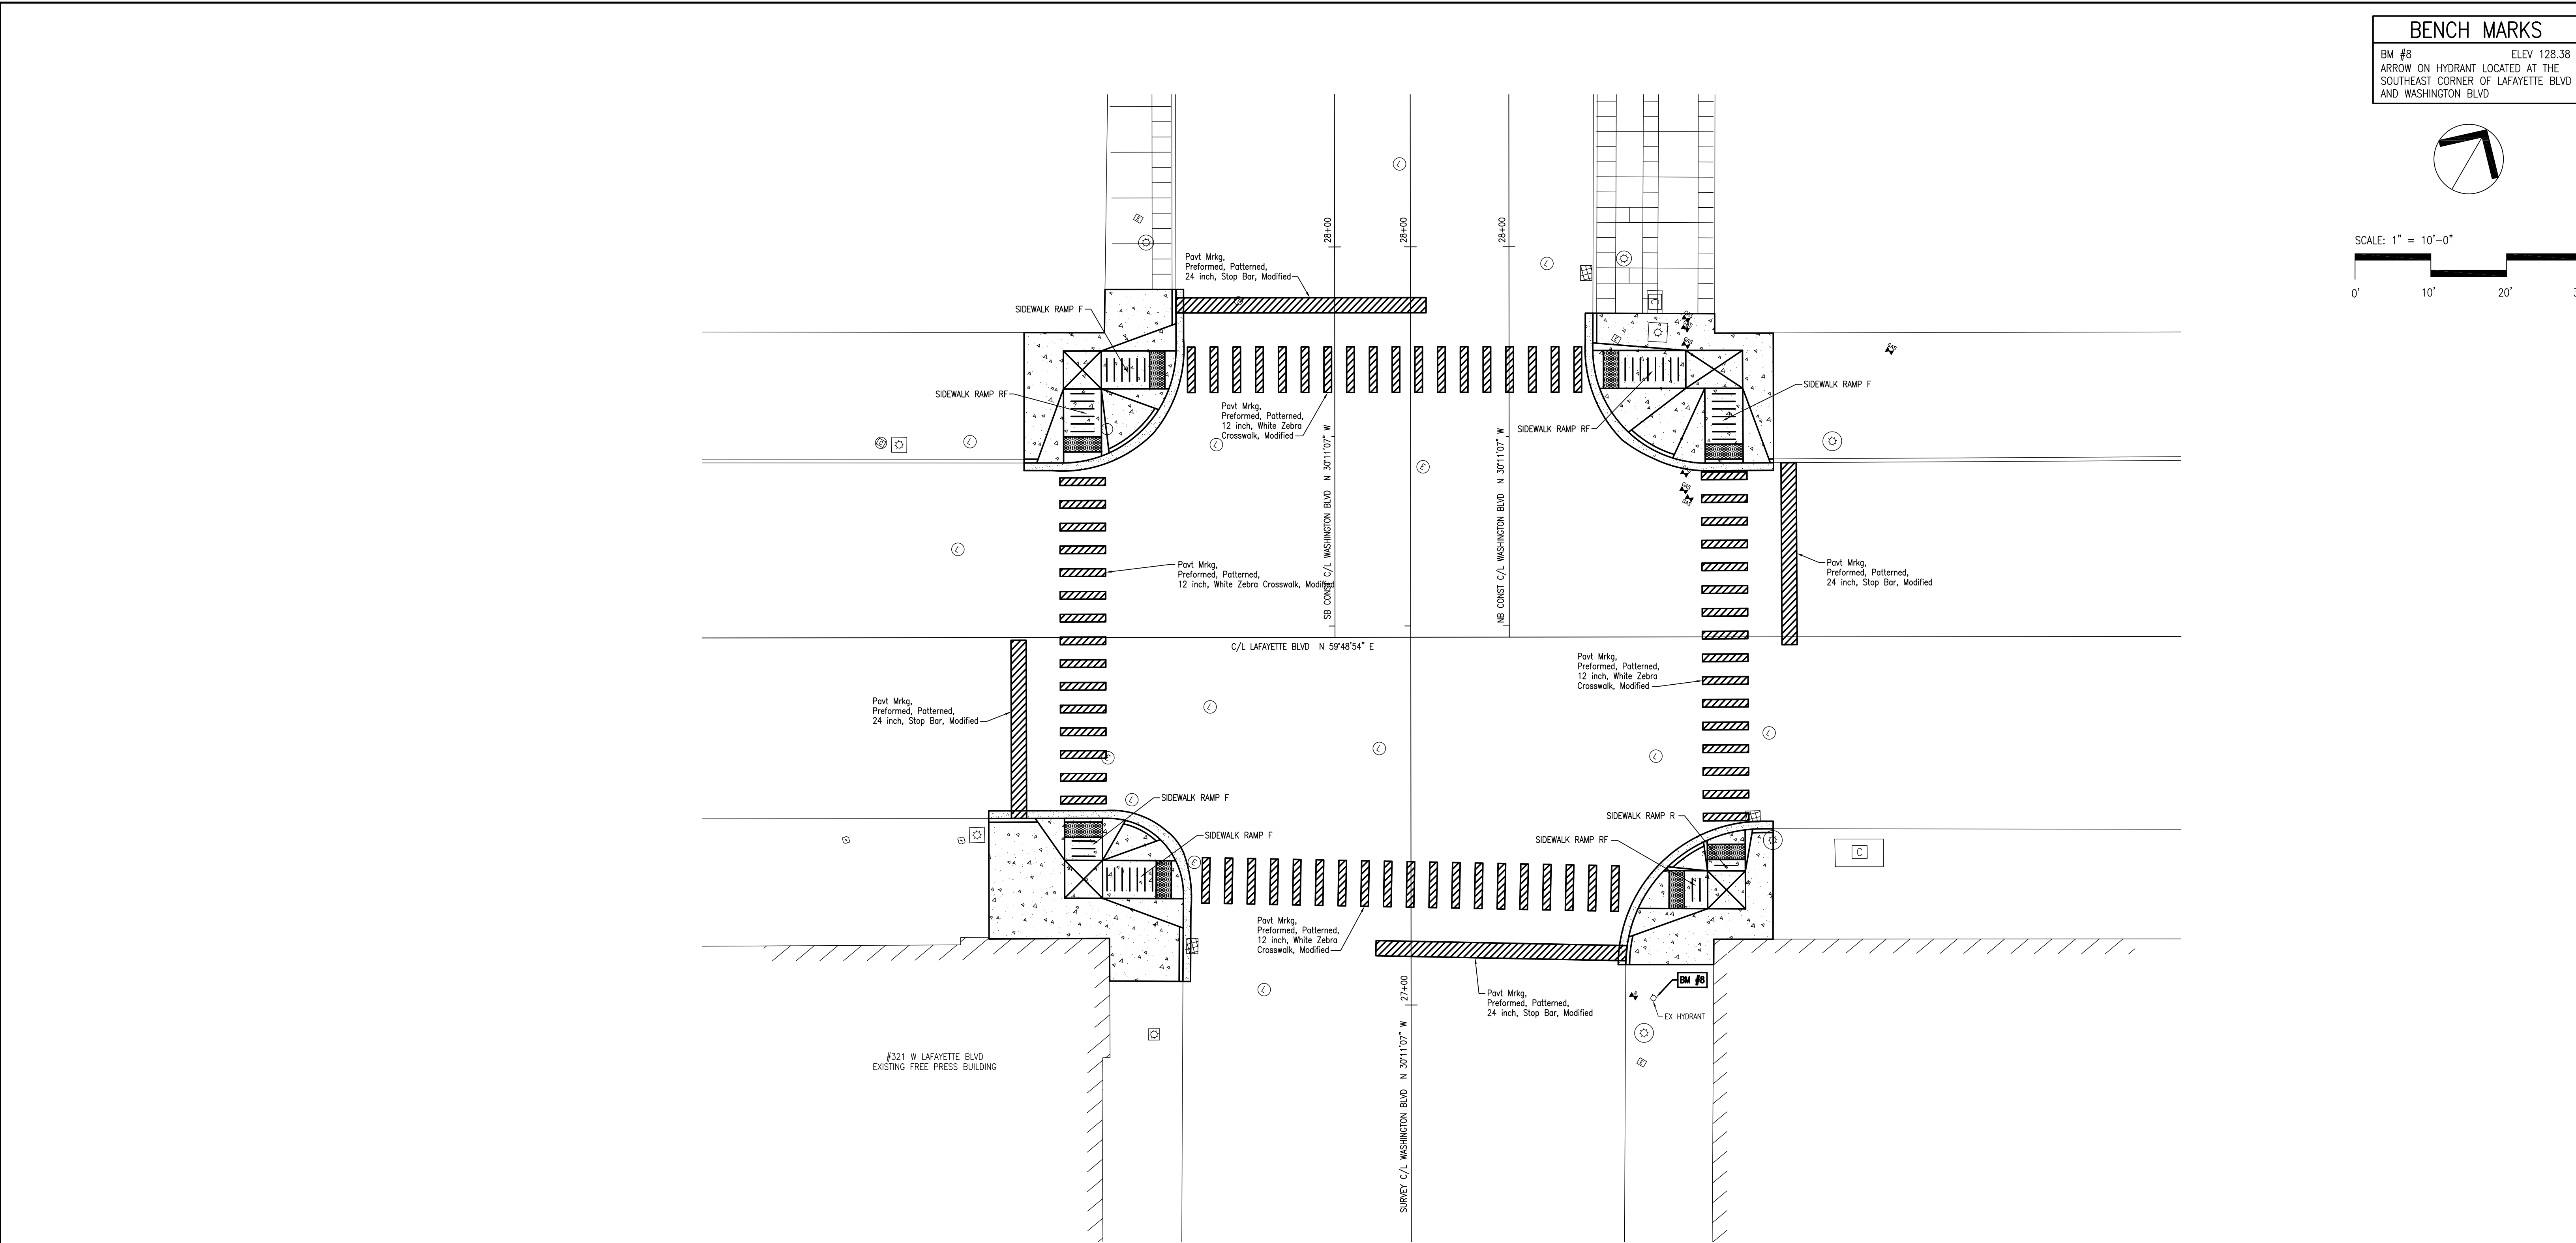 BENCH MARKS
BM #8 ELEV 128.38
ARROW ON HYDRANT LOCATED AT THE
SOUTHEAST CORNER OF LAFAYETTE BLVD
AND WASHINGTON BLVD
SCALE: 1" = 10'-0"
0' 10' 20'
28+00
28+00
28+00
Pavt Mrkg,
Preformed, Patterned,
24 inch, Stop Bar, Modified
SIDEWALK RAMP F
SIDEWALK RAMP RF
Pavt Mrkg,
Preformed, Patterned,
12 inch, White Zebra
Crosswalk, Modified
SIDEWALK RAMP F
SIDEWALK RAMP RF
GAS
GAS
GAS
GAS
GAS
GAS
GAS
SB CONST C/L WASHINGTON BLVD N 30°11'07" W
NB CONST C/L WASHINGTON BLVD N 30°11'07" W
Pavt Mrkg,
Preformed, Patterned,
12 inch, White Zebra Crosswalk, Modified
Pavt Mrkg,
Preformed, Patterned,
24 inch, Stop Bar, Modified
C/L LAFAYETTE BLVD N 59°48'54" E
Pavt Mrkg,
Preformed, Patterned,
12 inch, White Zebra
Crosswalk, Modified
Pavt Mrkg,
Preformed, Patterned,
24 inch, Stop Bar, Modified
SIDEWALK RAMP F
SIDEWALK RAMP F
SIDEWALK RAMP R
SIDEWALK RAMP RF
C
Pavt Mrkg,
Preformed, Patterned,
12 inch, White Zebra
Crosswalk, Modified
27+00
BM #8
Pavt Mrkg,
Preformed, Patterned,
24 inch, Stop Bar, Modified
EX HYDRANT
SURVEY C/L WASHINGTON BLVD N 30°11'07" W
#321 W LAFAYETTE BLVD
EXISTING FREE PRESS BUILDING